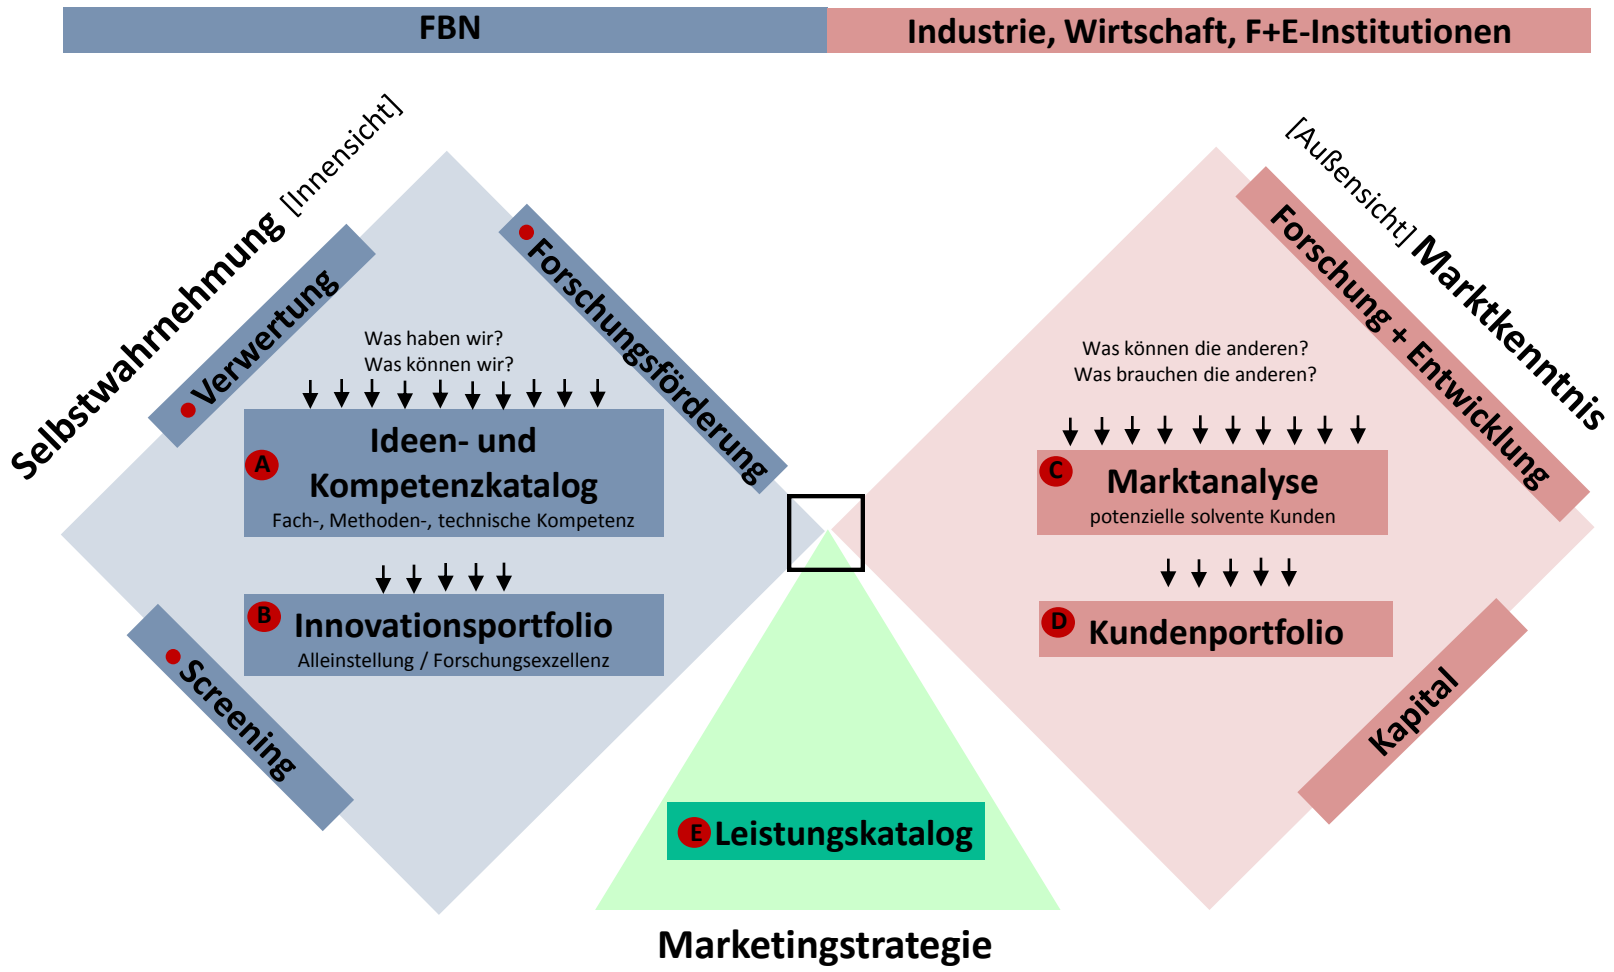 FBN
Industrie, Wirtschaft, F+E-Institutionen
Selbstwahrnehmung [Innensicht]
Verwertung
Forschungsförderung
Was haben wir?
Was können wir?
A
Ideen- und
Kompetenzkatalog
Fach-, Methoden-, technische Kompetenz
B
Innovationsportfolio
Alleinstellung / Forschungsexzellenz
Screening
[Außensicht] Marktkenntnis
Forschung + Entwicklung
Was können die anderen?
Was brauchen die anderen?
C
Marktanalyse
potenzielle solvente Kunden
D
Kundenportfolio
Kapital
E
Leistungskatalog
Marketingstrategie